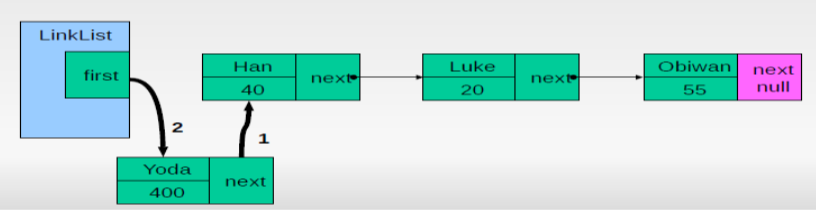 LinkList
first
Han
40
next
Luke
20
next
Obiwan
55
next
null
2
1
Yoda
400
next